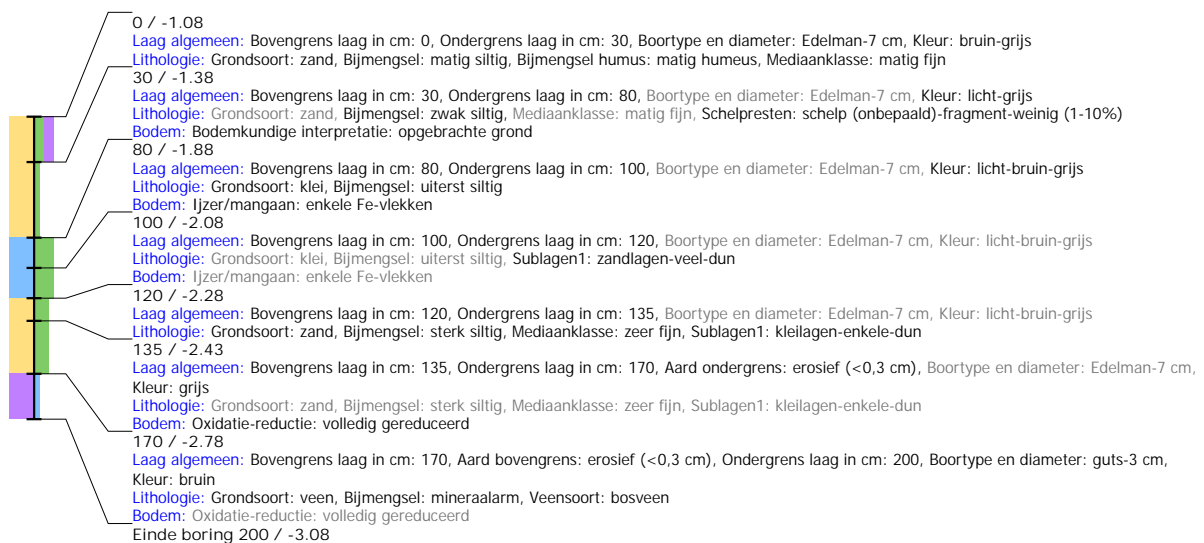 0 / -1.08
Laag algemeen: Bovengrens laag in cm: 0, Ondergrens laag in cm: 30, Boortype en diameter: Edelman-7 cm, Kleur: bruin-grijs
Lithologie: Grondsoort: zand, Bijmengsel: matig siltig, Bijmengsel humus: matig humeus, Mediaanklasse: matig fijn
30 / -1.38
Laag algemeen: Bovengrens laag in cm: 30, Ondergrens laag in cm: 80, Boortype en diameter: Edelman-7 cm, Kleur: licht-grijs
Lithologie: Grondsoort: zand, Bijmengsel: zwak siltig, Mediaanklasse: matig fijn, Schelpresten: schelp (onbepaald)-fragment-weinig (1-10%)
Bodem: Bodemkundige interpretatie: opgebrachte grond
80 / -1.88
Laag algemeen: Bovengrens laag in cm: 80, Ondergrens laag in cm: 100, Boortype en diameter: Edelman-7 cm, Kleur: licht-bruin-grijs
Lithologie: Grondsoort: klei, Bijmengsel: uiterst siltig
Bodem: Ijzer/mangaan: enkele Fe-vlekken
100 / -2.08
Laag algemeen: Bovengrens laag in cm: 100, Ondergrens laag in cm: 120, Boortype en diameter: Edelman-7 cm, Kleur: licht-bruin-grijs
Lithologie: Grondsoort: klei, Bijmengsel: uiterst siltig, Sublagen1: zandlagen-veel-dun
Bodem: Ijzer/mangaan: enkele Fe-vlekken
120 / -2.28
Laag algemeen: Bovengrens laag in cm: 120, Ondergrens laag in cm: 135, Boortype en diameter: Edelman-7 cm, Kleur: licht-bruin-grijs
Lithologie: Grondsoort: zand, Bijmengsel: sterk siltig, Mediaanklasse: zeer fijn, Sublagen1: kleilagen-enkele-dun
135 / -2.43
Laag algemeen: Bovengrens laag in cm: 135, Ondergrens laag in cm: 170, Aard ondergrens: erosief (<0,3 cm), Boortype en diameter: Edelman-7 cm,
Kleur: grijs
Lithologie: Grondsoort: zand, Bijmengsel: sterk siltig, Mediaanklasse: zeer fijn, Sublagen1: kleilagen-enkele-dun
Bodem: Oxidatie-reductie: volledig gereduceerd
170 / -2.78
Laag algemeen: Bovengrens laag in cm: 170, Aard bovengrens: erosief (<0,3 cm), Ondergrens laag in cm: 200, Boortype en diameter: guts-3 cm,
Kleur: bruin
Lithologie: Grondsoort: veen, Bijmengsel: mineraalarm, Veensoort: bosveen
Bodem: Oxidatie-reductie: volledig gereduceerd
Einde boring 200 / -3.08